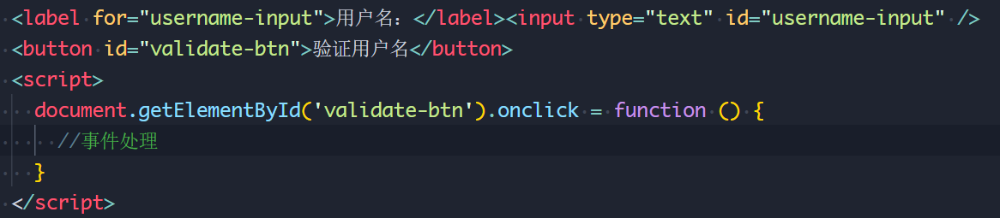 <label for="username-input">用户名：</label><input type="text" id="username-input" />
<button id="validate-btn">验证用户名</button>
<script>
document.getElementById('validate-btn').onclick = function () {
//事件处理
}
</script>